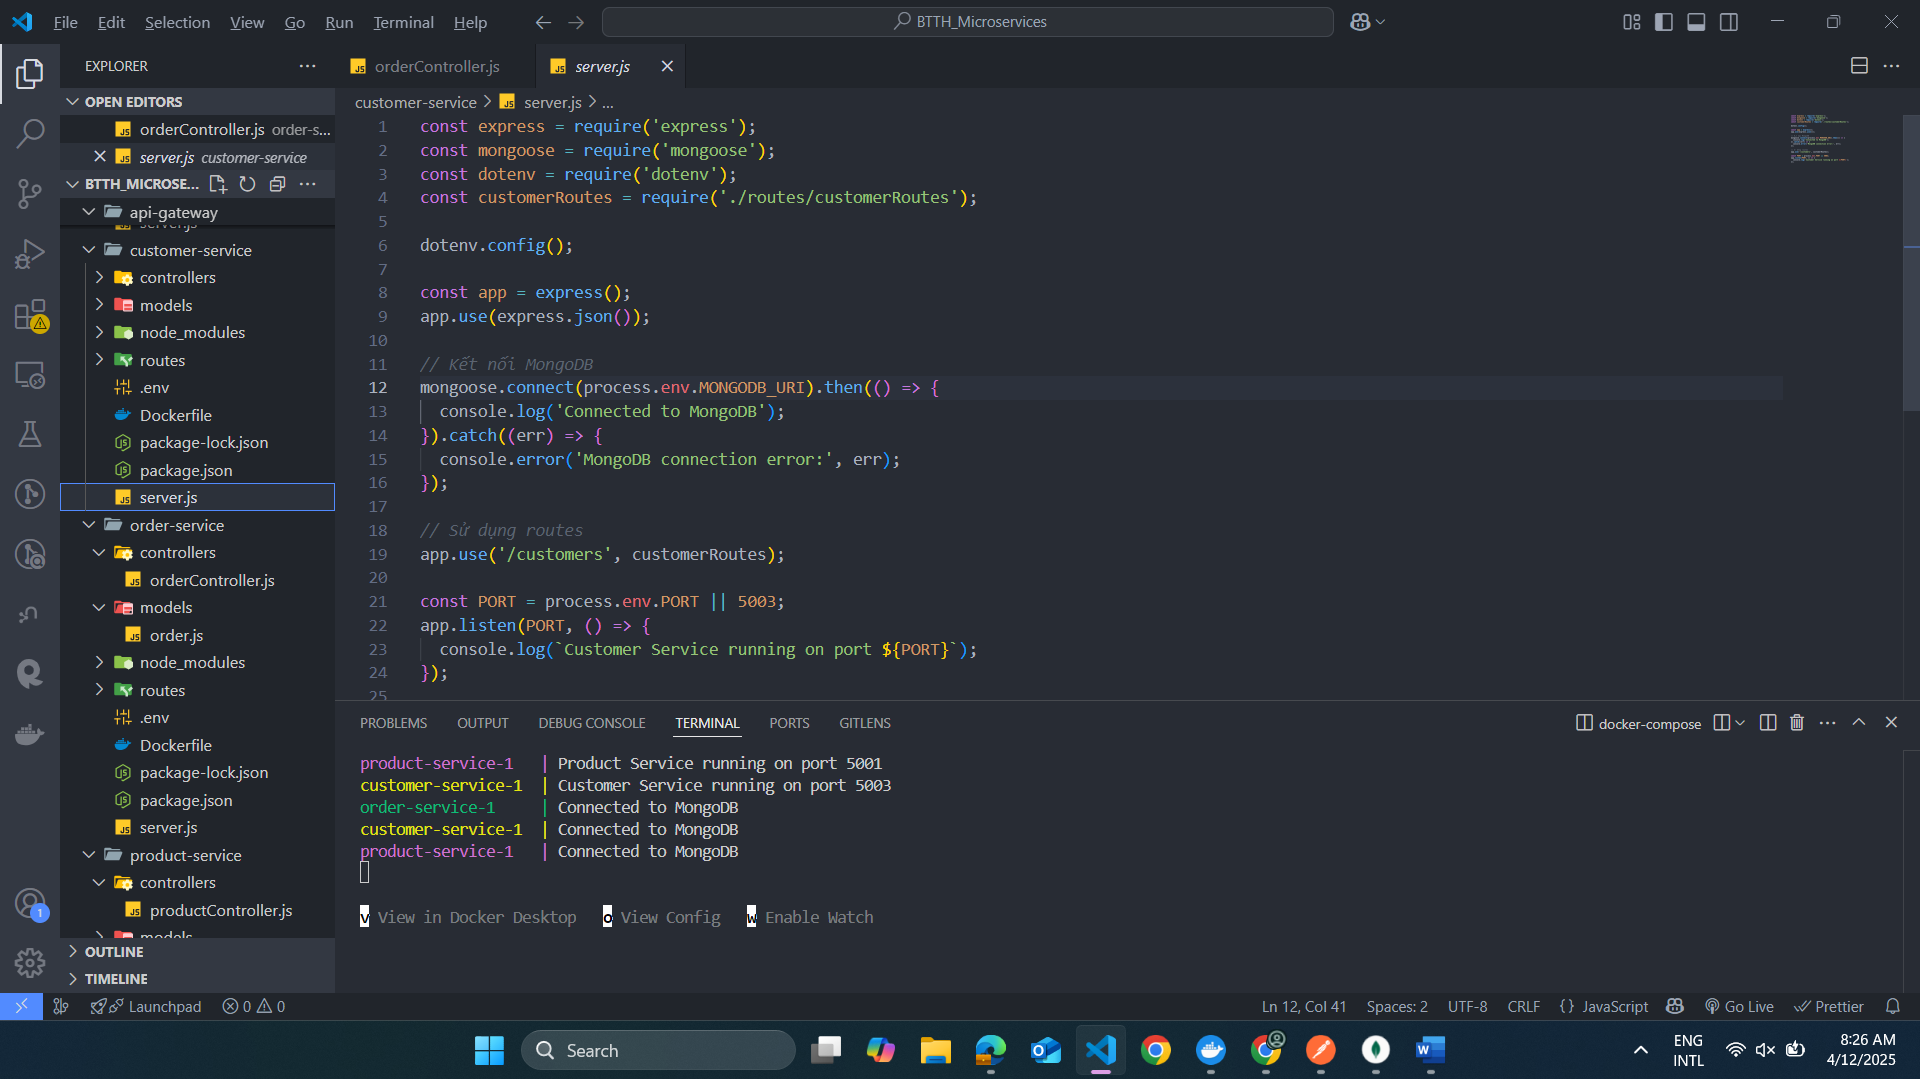 File Edit Selection View Go Run Terminal Help
BTTH_Microservices
EXPLORER
OPEN EDITORS
orderController.js order-s...
server.js customer-service
BTTH_MICROSE...
api-gateway
server.js
customer-service
controllers
models
node_modules
routes
.env
Dockerfile
package-lock.json
package.json
server.js
order-service
controllers
orderController.js
models
order.js
node_modules
routes
.env
Dockerfile
package-lock.json
package.json
server.js
product-service
controllers
productController.js
models
OUTLINE
TIMELINE
orderController.js
server.js
customer-service > JS server.js > ...
1 const express = require('express');
2 const mongoose = require('mongoose');
3 const dotenv = require('dotenv');
4 const customerRoutes = require('./routes/customerRoutes');
5
6 dotenv.config();
7
8 const app = express();
9 app.use(express.json());
10
11 // Kết nối MongoDB
12 mongoose.connect(process.env.MONGODB_URI).then(() => {
13 console.log('Connected to MongoDB');
14 }).catch((err) => {
15 console.error('MongoDB connection error:', err);
16 });
17
18 // Sử dụng routes
19 app.use('/customers', customerRoutes);
20
21 const PORT = process.env.PORT || 5003;
22 app.listen(PORT, () => {
23 console.log(`Customer Service running on port ${PORT}`);
24 });
25
PROBLEMS OUTPUT DEBUG CONSOLE TERMINAL PORTS GITLENS
docker-compose
product-service-1 | Product Service running on port 5001
customer-service-1 | Customer Service running on port 5003
order-service-1 | Connected to MongoDB
customer-service-1 | Connected to MongoDB
product-service-1 | Connected to MongoDB
v View in Docker Desktop o View Config w Enable Watch
Launchpad 0 0
Ln 12, Col 41 Spaces: 2 UTF-8 CRLF {} JavaScript Go Live Prettier
Search
ENG
INTL
8:26 AM
4/12/2025